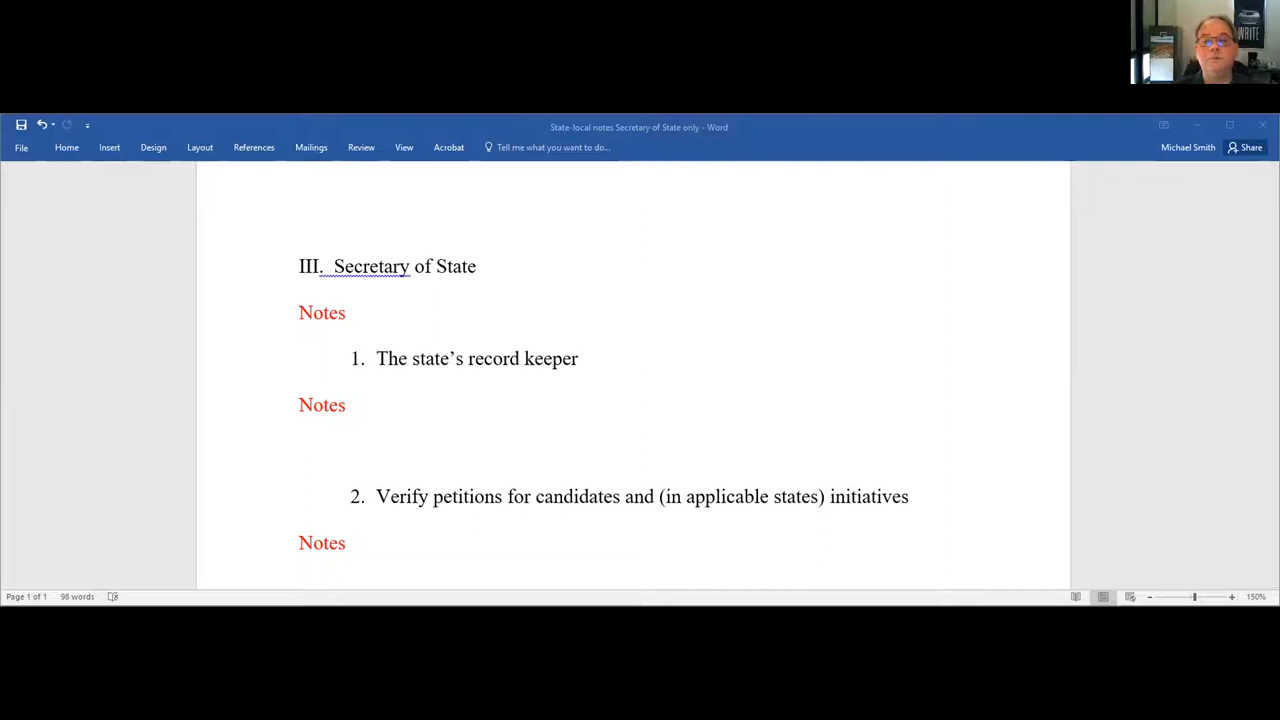 WRITE
State-local notes Secretary of State only - Word
File Home Insert Design Layout References Mailings Review View Acrobat Tell me what you want to do... Michael Smith Share
III. Secretary of State
Notes
1. The state's record keeper
Notes
2. Verify petitions for candidates and (in applicable states) initiatives
Notes
Page 1 of 1 98 words 150%